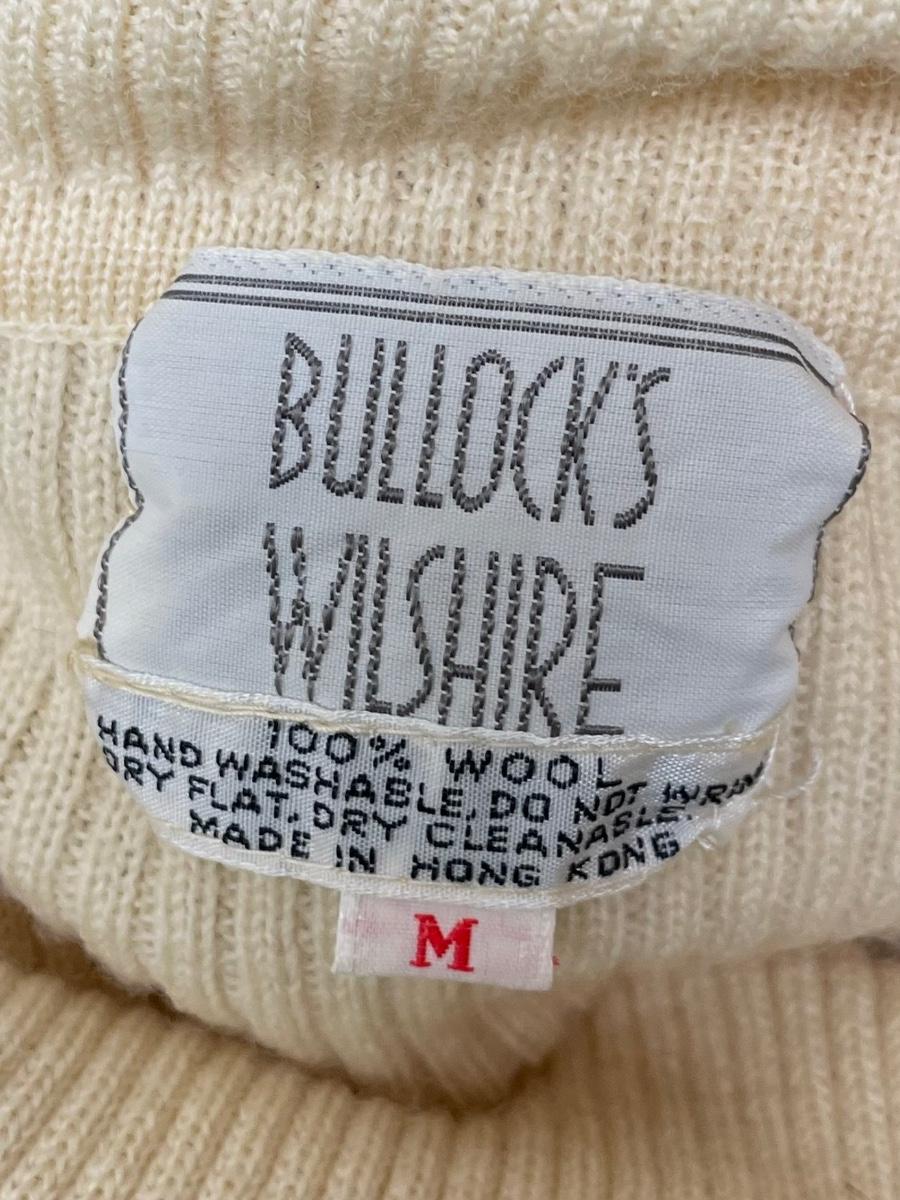 BULLOCK'S
WILSHIRE
100% WOOL
HAND WASHABLE. DO NOT WRING
DRY FLAT. DRY CLEANABLE.
MADE IN HONG KONG
M